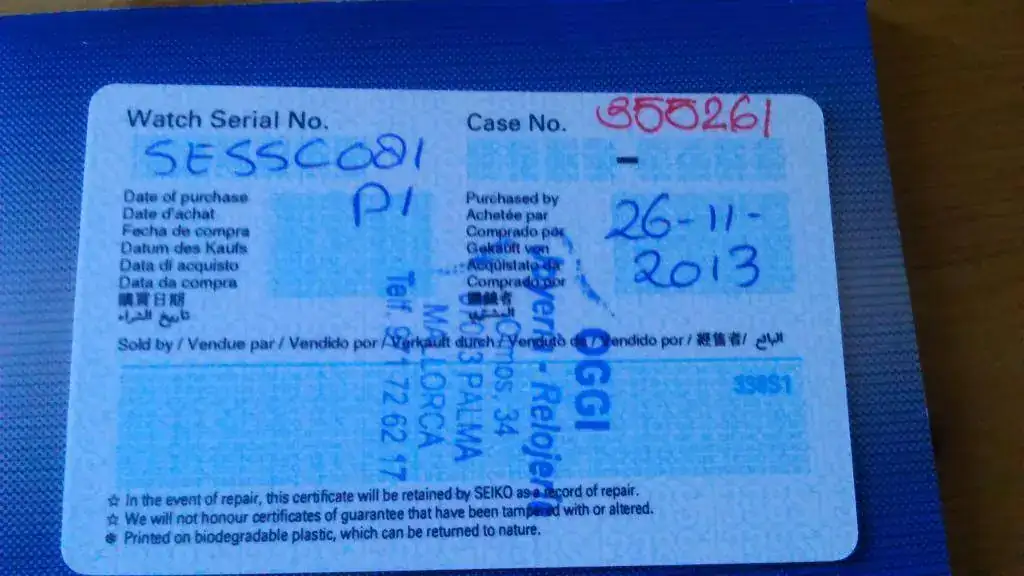 Watch Serial No.
SESSC081
P1
Case No. 355261
-
Date of purchase
Date d'achat
Fecha de compra
Datum des Kaufs
Data di acquisto
Data da compra
購買日期
تاريخ الشراء
Purchased by
Achetée par
Comprado por
Gekauft von
Acquistato da
Comprado por
المشتري
26-11-
2013
Sold by / Vendue par / Vendido por / Verkauft durch / Venduto da / Vendido por / 經售者 / البائع
OGGI
Joyería - Relojería
34
07003 PALMA
MALLORCA
Telf. 971 72 62 17
33051
☆ In the event of repair, this certificate will be retained by SEIKO as a record of repair.
☆ We will not honour certificates of guarantee that have been tampered with or altered.
Printed on biodegradable plastic, which can be returned to nature.